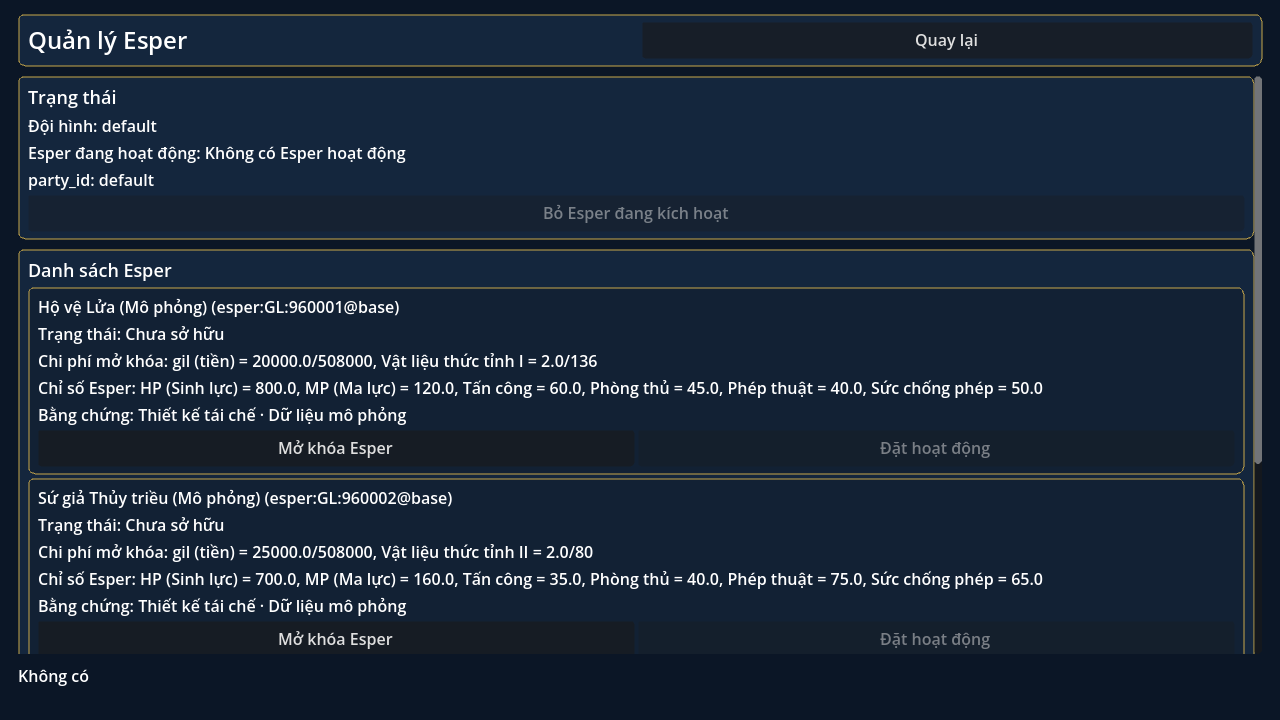 Quản lý Esper
Quay lại
Trạng thái
Đội hình: default
Esper đang hoạt động: Không có Esper hoạt động
party_id: default
Bỏ Esper đang kích hoạt
Danh sách Esper
Hộ vệ Lửa (Mô phỏng) (esper:GL:960001@base)
Trạng thái: Chưa sở hữu
Chi phí mở khóa: gil (tiền) = 20000.0/508000, Vật liệu thức tỉnh I = 2.0/136
Chỉ số Esper: HP (Sinh lực) = 800.0, MP (Ma lực) = 120.0, Tấn công = 60.0, Phòng thủ = 45.0, Phép thuật = 40.0, Sức chống phép = 50.0
Bằng chứng: Thiết kế tái chế · Dữ liệu mô phỏng
Mở khóa Esper
Đặt hoạt động
Sứ giả Thủy triều (Mô phỏng) (esper:GL:960002@base)
Trạng thái: Chưa sở hữu
Chi phí mở khóa: gil (tiền) = 25000.0/508000, Vật liệu thức tỉnh II = 2.0/80
Chỉ số Esper: HP (Sinh lực) = 700.0, MP (Ma lực) = 160.0, Tấn công = 35.0, Phòng thủ = 40.0, Phép thuật = 75.0, Sức chống phép = 65.0
Bằng chứng: Thiết kế tái chế · Dữ liệu mô phỏng
Mở khóa Esper
Đặt hoạt động
Không có